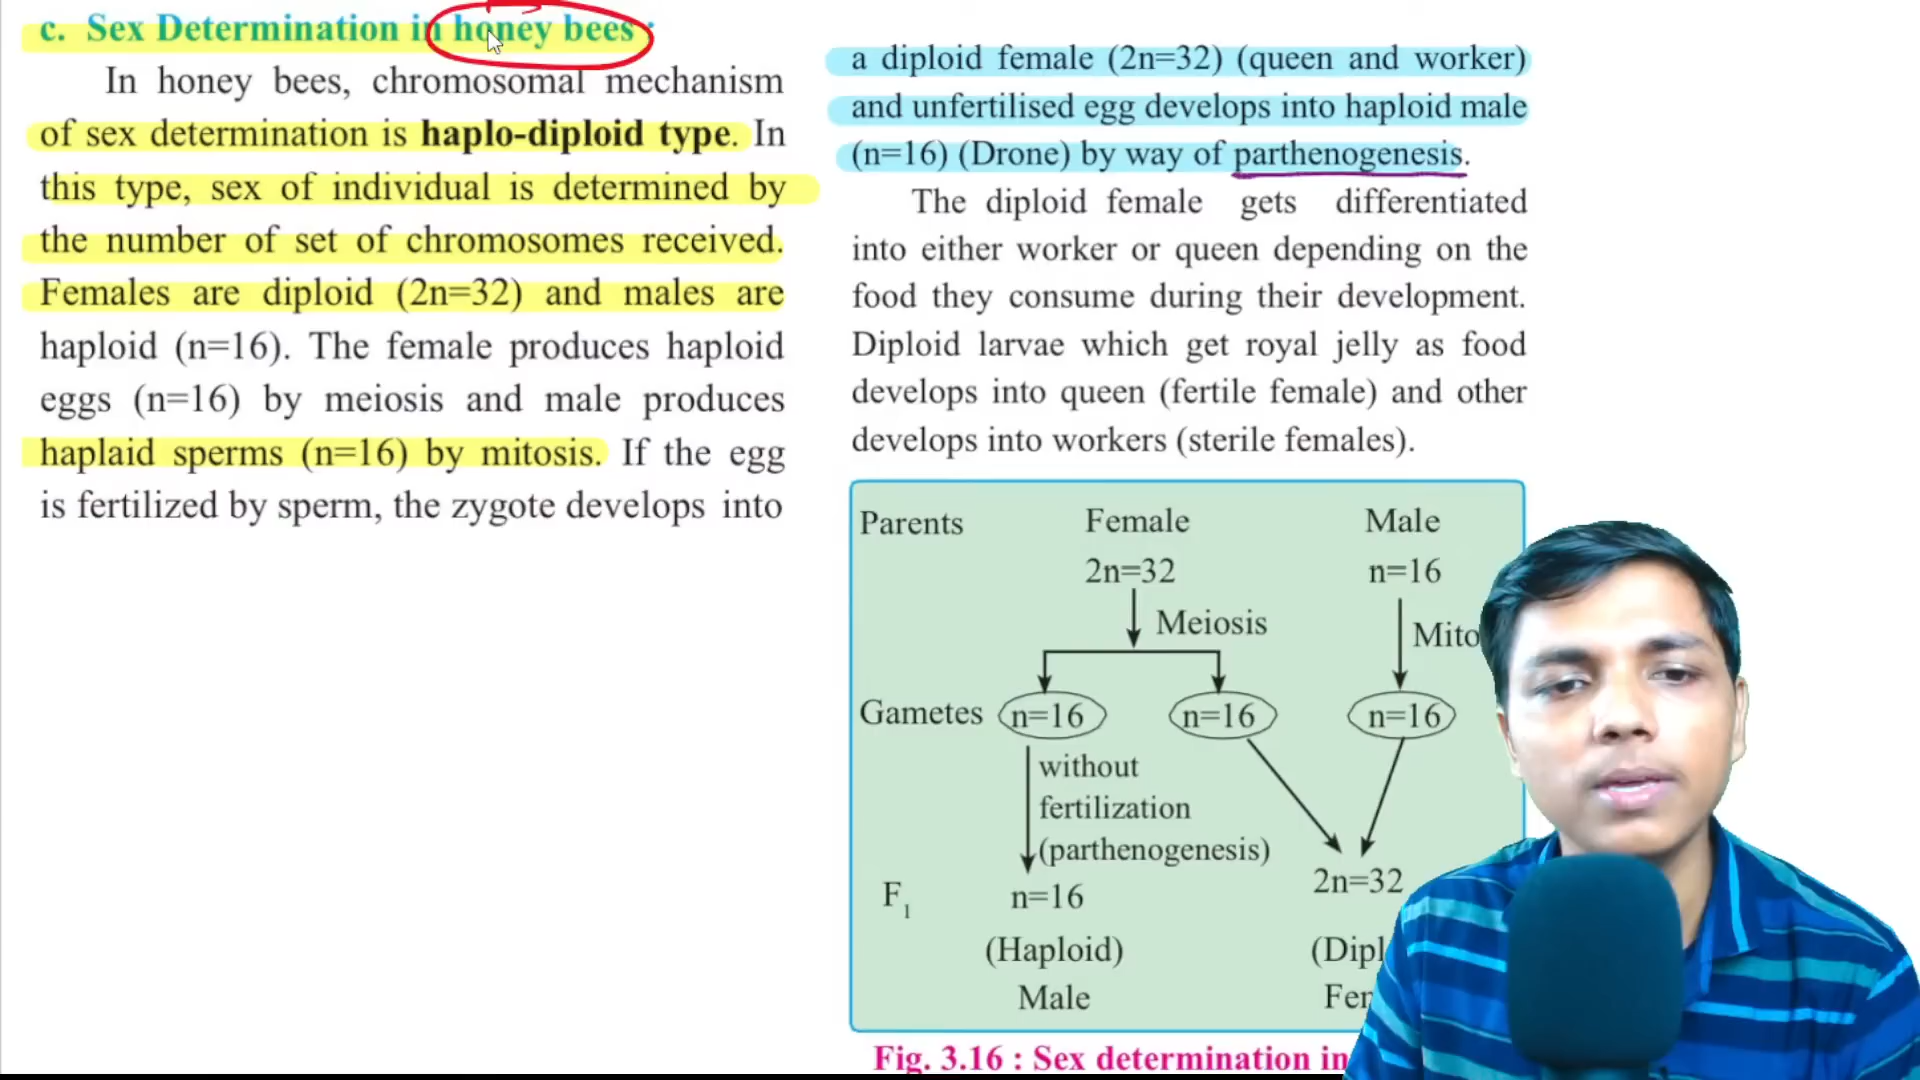 c. Sex Determination in honey bees :
In honey bees, chromosomal mechanism
of sex determination is haplo-diploid type. In
this type, sex of individual is determined by
the number of set of chromosomes received.
Females are diploid (2n=32) and males are
haploid (n=16). The female produces haploid
eggs (n=16) by meiosis and male produces
haplaid sperms (n=16) by mitosis. If the egg
is fertilized by sperm, the zygote develops into
a diploid female (2n=32) (queen and worker)
and unfertilised egg develops into haploid male
(n=16) (Drone) by way of parthenogenesis.
The diploid female gets differentiated
into either worker or queen depending on the
food they consume during their development.
Diploid larvae which get royal jelly as food
develops into queen (fertile female) and other
develops into workers (sterile females).
Parents Female Male
2n=32 n=16
Meiosis Mito
Gametes n=16 n=16 n=16
without
fertilization
(parthenogenesis)
F1 n=16 2n=32
(Haploid) (Dipl
Male Fem
Fig. 3.16 : Sex determination in